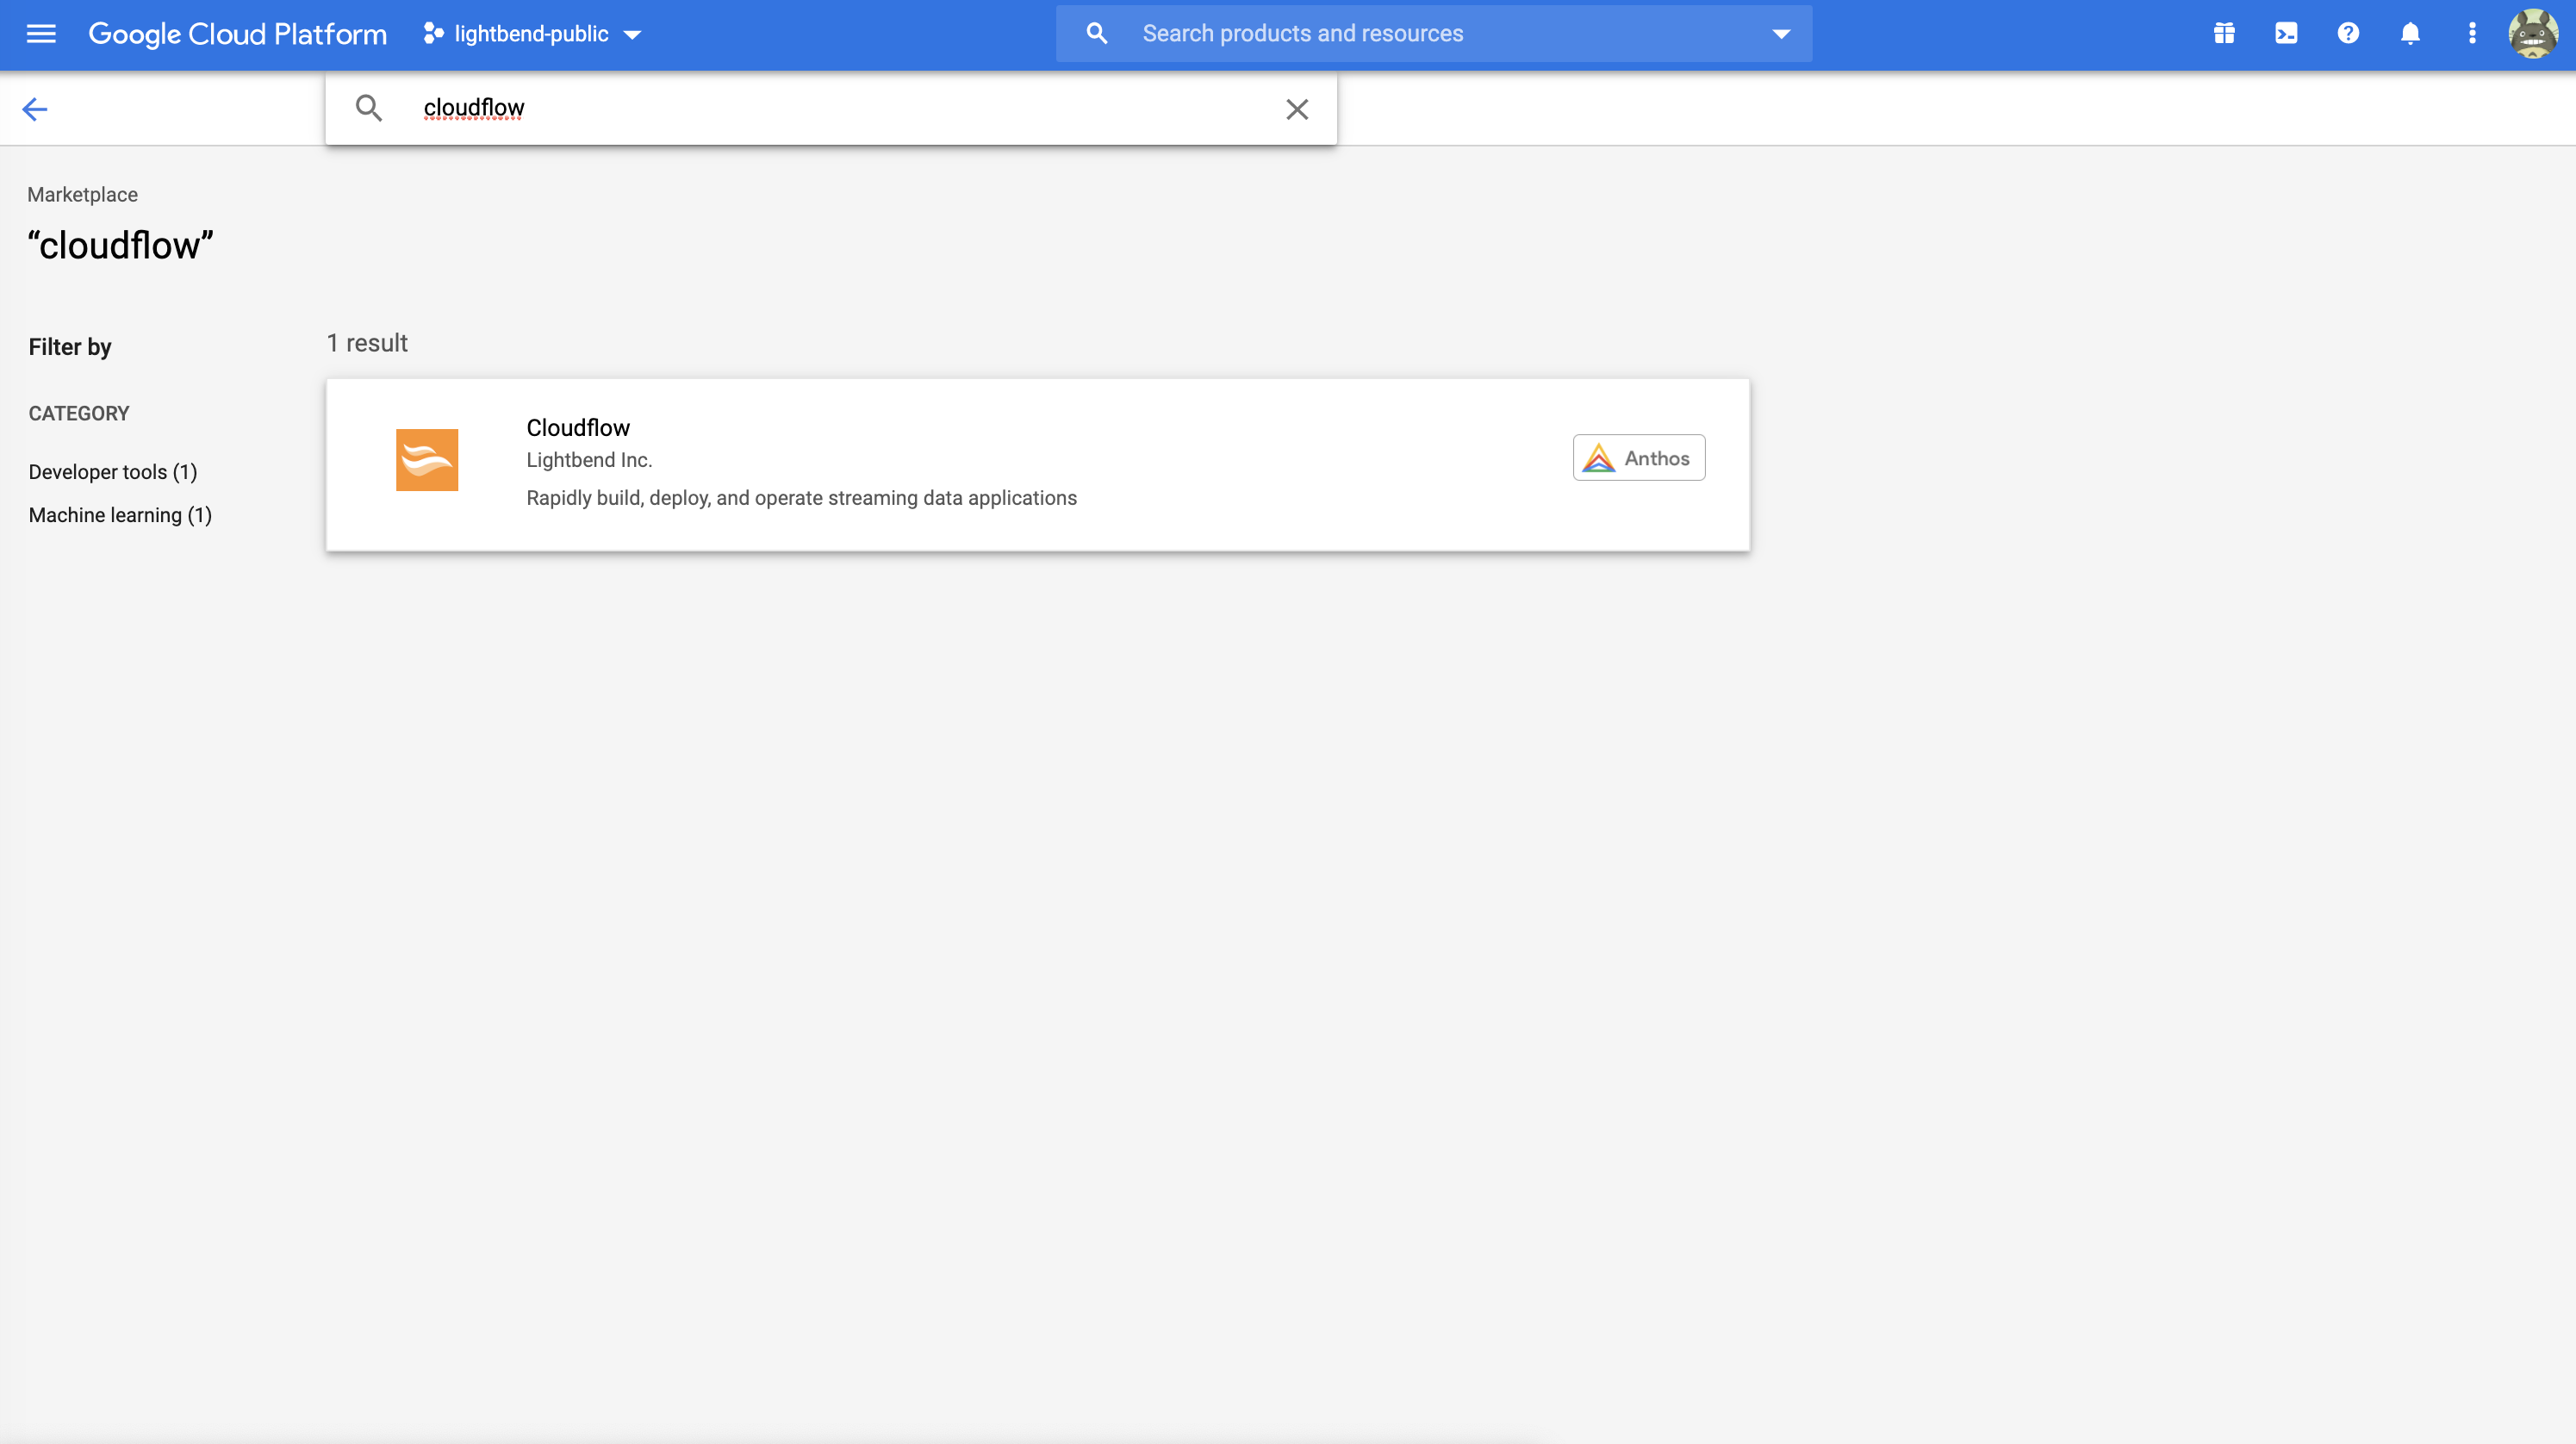 Google Cloud Platform
lightbend-public
Search products and resources
cloudflow
Marketplace
“cloudflow”
Filter by
CATEGORY
Developer tools (1)
Machine learning (1)
1 result
Cloudflow
Lightbend Inc.
Rapidly build, deploy, and operate streaming data applications
Anthos